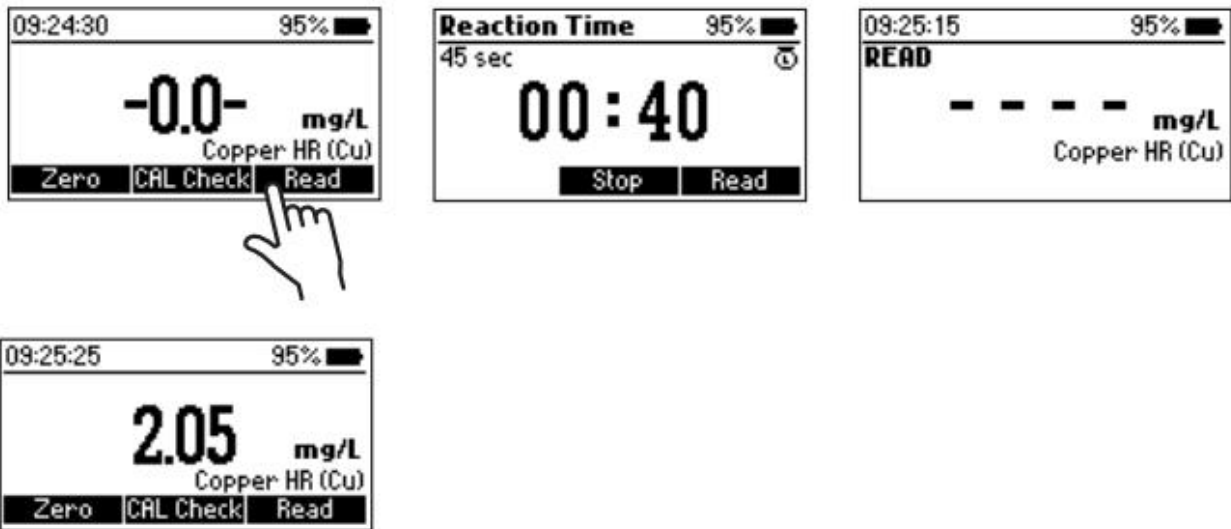 09:24:30 95%
-0.0- mg/L
Copper HR (Cu)
Zero CAL Check Read
Reaction Time 95%
45 sec
00:40
Stop Read
09:25:15 95%
READ
- - - - mg/L
Copper HR (Cu)
09:25:25 95%
2.05 mg/L
Copper HR (Cu)
Zero CAL Check Read